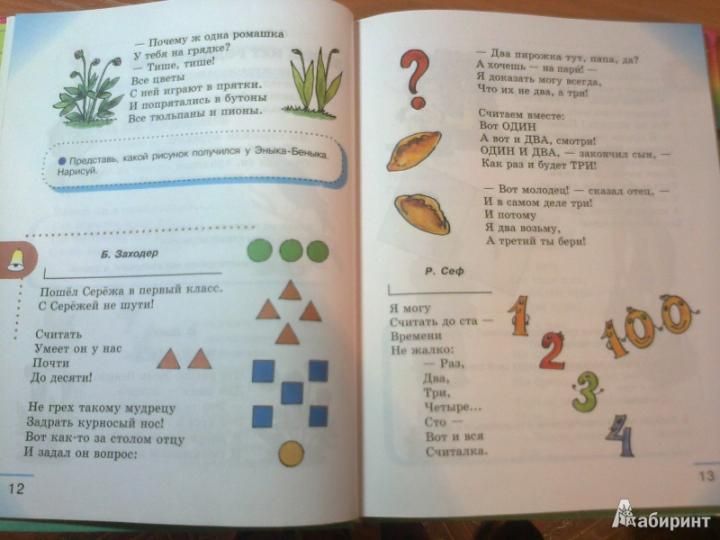 — Почему ж одна ромашка
У тебя на грядке?
— Тише, тише!
Все цветы
С ней играют в прятки.
И попрятались в бутоны
Все тюльпаны и пионы.
Представь, какой рисунок получился у Эныка-Беныка.
Нарисуй.
Б. Заходер
Пошёл Серёжа в первый класс.
С Серёжей не шути!
Считать
Умеет он у нас
Почти
До десяти!
Не грех такому мудрецу
Задрать курносый нос!
Вот как-то за столом отцу
И задал он вопрос:
12
?
— Два пирожка тут, папа, да?
А хочешь — на пари! —
Я доказать могу всегда,
Что их не два, а три!
Считаем вместе:
Вот ОДИН
А вот и ДВА, смотри!
ОДИН И ДВА, — закончил сын, —
Как раз и будет ТРИ!
— Вот молодец! — сказал отец, —
И в самом деле три!
И потому
Я два возьму,
А третий ты бери!
Р. Сеф
Я могу
Считать до ста —
Времени
Не жалко:
— Раз,
Два,
Три,
Четыре...
Сто —
Вот и вся
Считалка.
1
2
3
4
100
13
Лабиринт